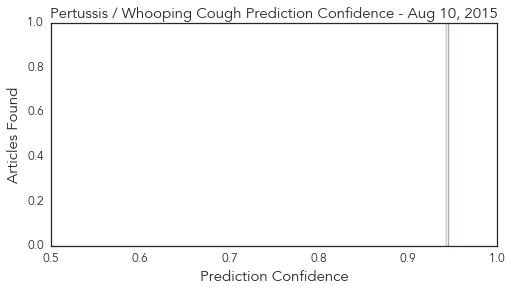 Pertussis / Whooping Cough Prediction Confidence - Aug 10, 2015
1.0
0.8
0.6
0.4
0.2
0.0
Articles Found
0.5 0.6 0.7 0.8 0.9 1.0
Prediction Confidence